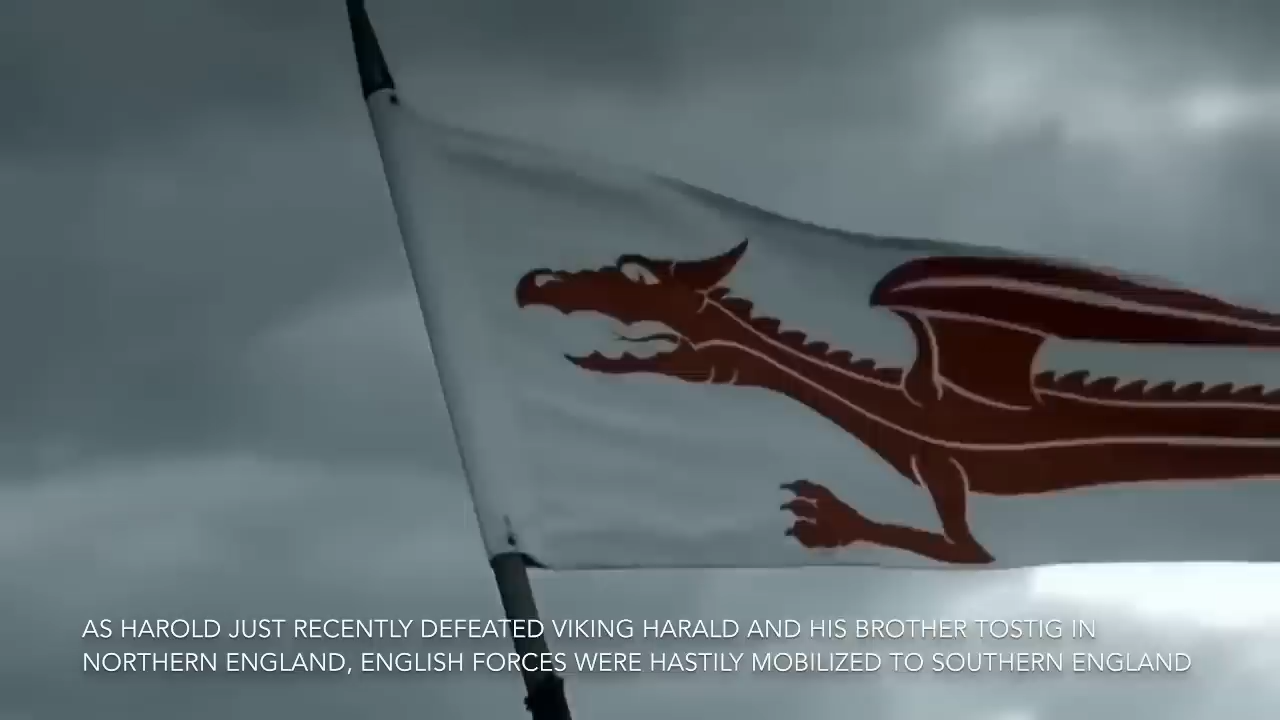 AS HAROLD JUST RECENTLY DEFEATED VIKING HARALD AND HIS BROTHER TOSTIG IN
NORTHERN ENGLAND, ENGLISH FORCES WERE HASTILY MOBILIZED TO SOUTHERN ENGLAND